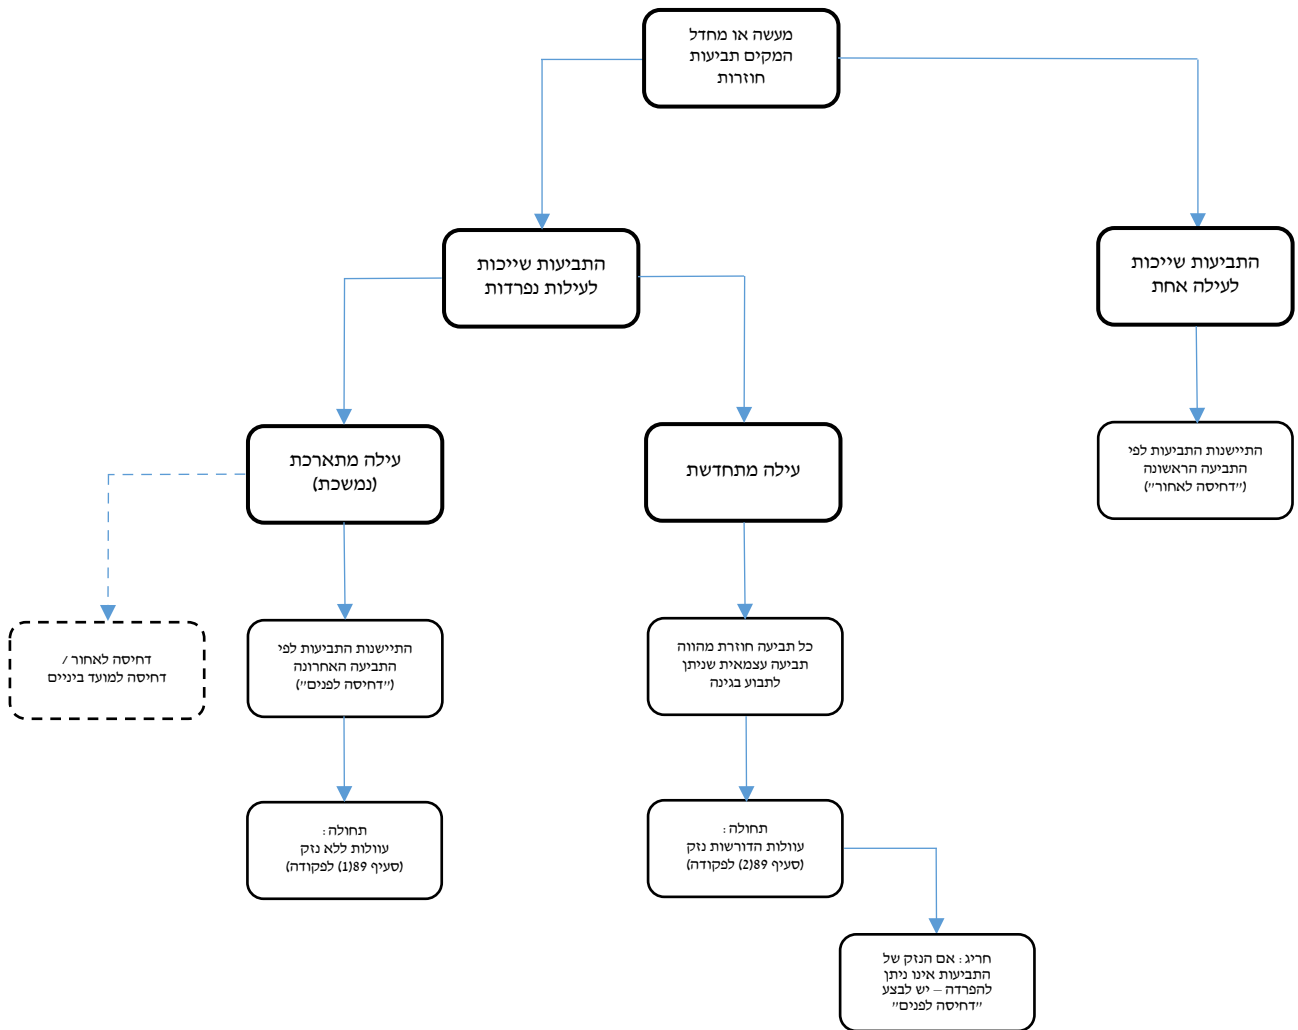 מעשה או מחדל
המקים תביעות
חוזרות
התביעות שייכות
לעילה אחת
התביעות שייכות
לעילות נפרדות
התיישנות התביעות לפי
התביעה הראשונה
("דחיסה לאחור")
עילה מתחדשת
עילה מתארכת
(נמשכת)
כל תביעה חוזרת מהווה
תביעה עצמאית שניתן
לתבוע בגינה
התיישנות התביעות לפי
התביעה האחרונה
("דחיסה לפנים")
דחיסה לאחור /
דחיסה למועד ביניים
תחולה:
עוולות הדורשות נזק
(סעיף 89(2) לפקודה)
תחולה:
עוולות ללא נזק
(סעיף 89(1) לפקודה)
חריג: אם הנזק של
התביעות אינו ניתן
להפרדה – יש לבצע
"דחיסה לפנים"